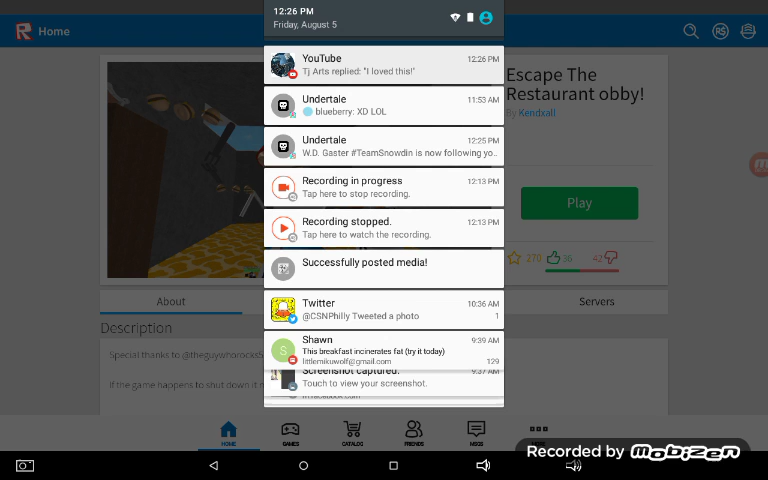 12:26 PM
Friday, August 5
Home
YouTube 12:26 PM
Tj Arts replied: "I loved this!"
Undertale 11:53 AM
blueberry: XD LOL
Undertale 12:25 PM
W.D. Gaster #TeamSnowdin is now following yo..
Recording in progress 12:13 PM
Tap here to stop recording.
Recording stopped. 12:13 PM
Tap here to watch the recording.
Successfully posted media!
Twitter 10:36 AM
@CSNPhilly Tweeted a photo 1
Shawn 9:39 AM
This breakfast incinerates fat (try it today)
littlemikuwolf@gmail.com 129
Screenshot captured. 9:37 AM
Touch to view your screenshot.
Escape The
Restaurant obby!
By Kendxall
Play
270 56 42
About
Servers
Description
Special thanks to @theguywhorocks5
If the game happens to shut down it
HOME
GAMES
CATALOG
FRIENDS
MSGS
Recorded by mobizen